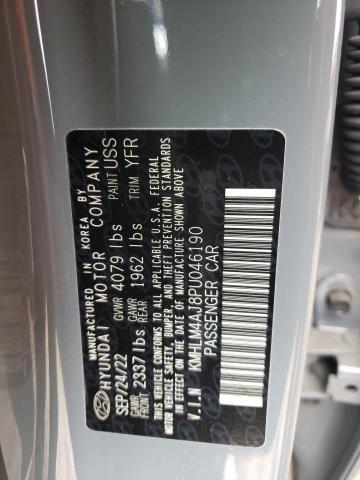 MANUFACTURED IN KOREA BY
HYUNDAI MOTOR COMPANY
SEP/24/22 GVWR 4079 lbs PAINT USS
GAWR FRONT 2337 lbs GAWR REAR 1962 lbs TRIM YFR
THIS VEHICLE CONFORMS TO ALL APPLICABLE U.S.A. FEDERAL
MOTOR VEHICLE SAFETY, BUMPER, AND THEFT PREVENTION STANDARDS
IN EFFECT ON THE DATE OF MANUFACTURE SHOWN ABOVE.
V.I.N : KMHLM4AJ8PU046190
PASSENGER CAR